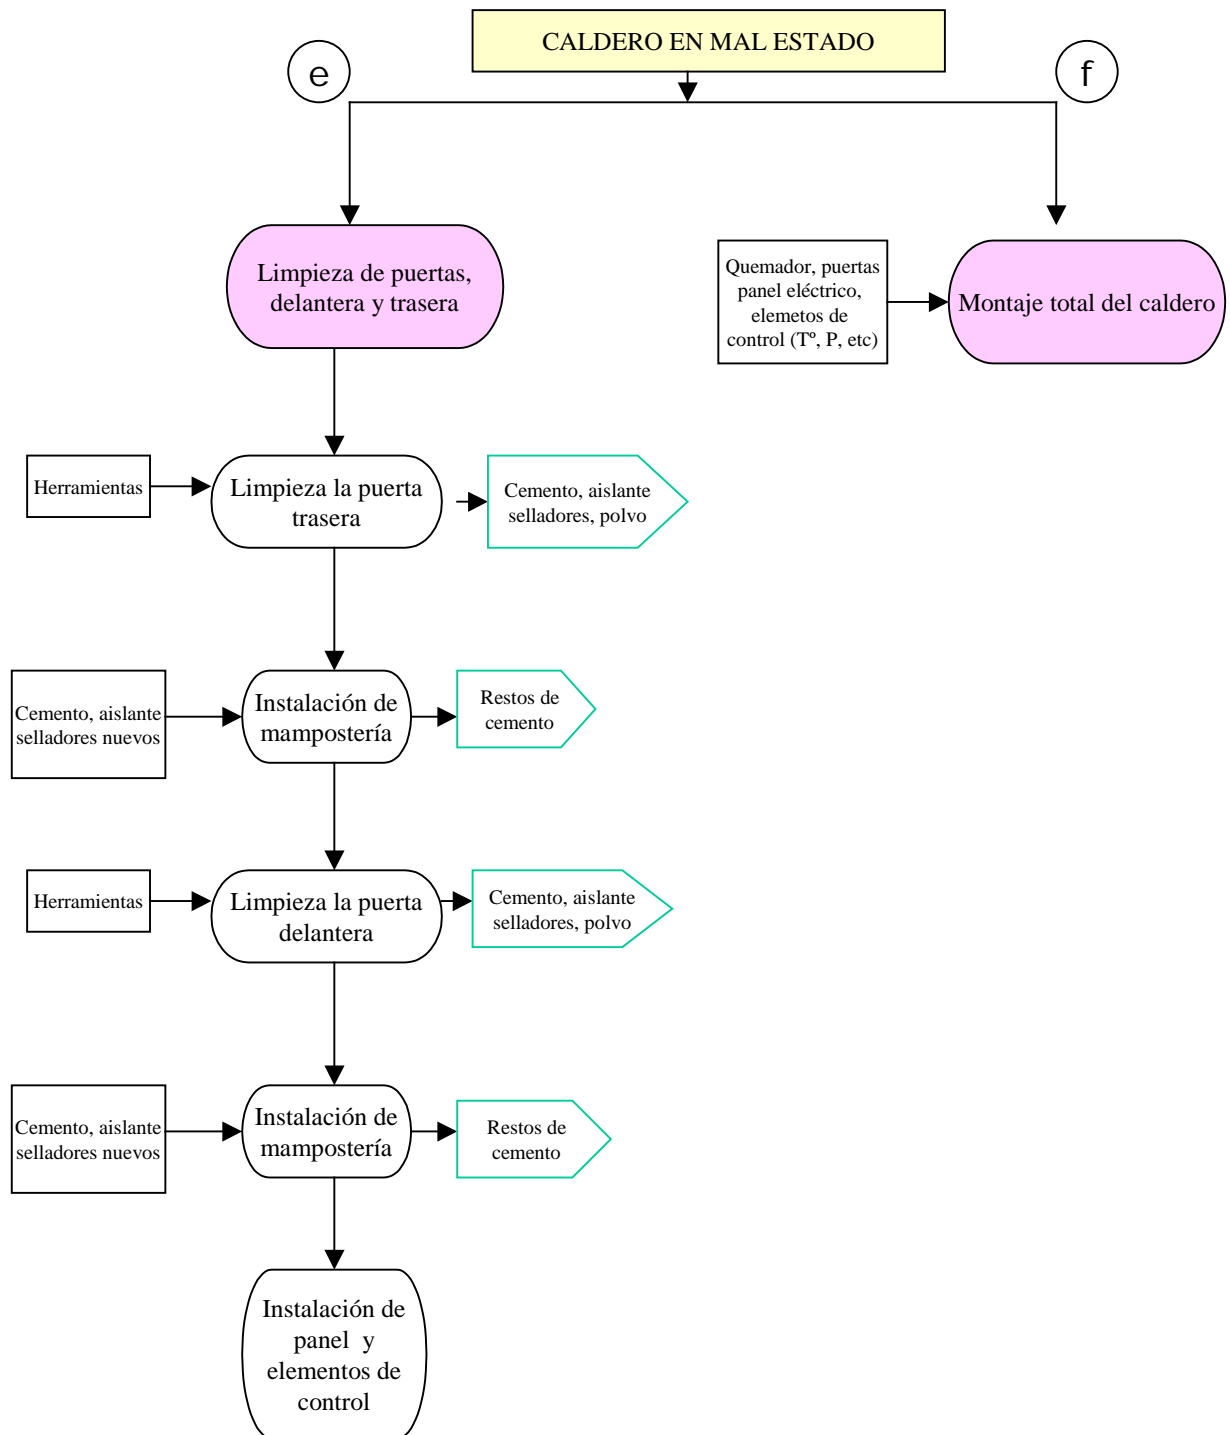 CALDERO EN MAL ESTADO
e
f
Limpieza de puertas,
delantera y trasera
Quemador, puertas
panel eléctrico,
elemetos de
control (Tº, P, etc)
Montaje total del caldero
Herramientas
Limpieza la puerta
trasera
Cemento, aislante
selladores, polvo
Cemento, aislante
selladores nuevos
Instalación de
mampostería
Restos de
cemento
Herramientas
Limpieza la puerta
delantera
Cemento, aislante
selladores, polvo
Cemento, aislante
selladores nuevos
Instalación de
mampostería
Restos de
cemento
Instalación de
panel y
elementos de
control